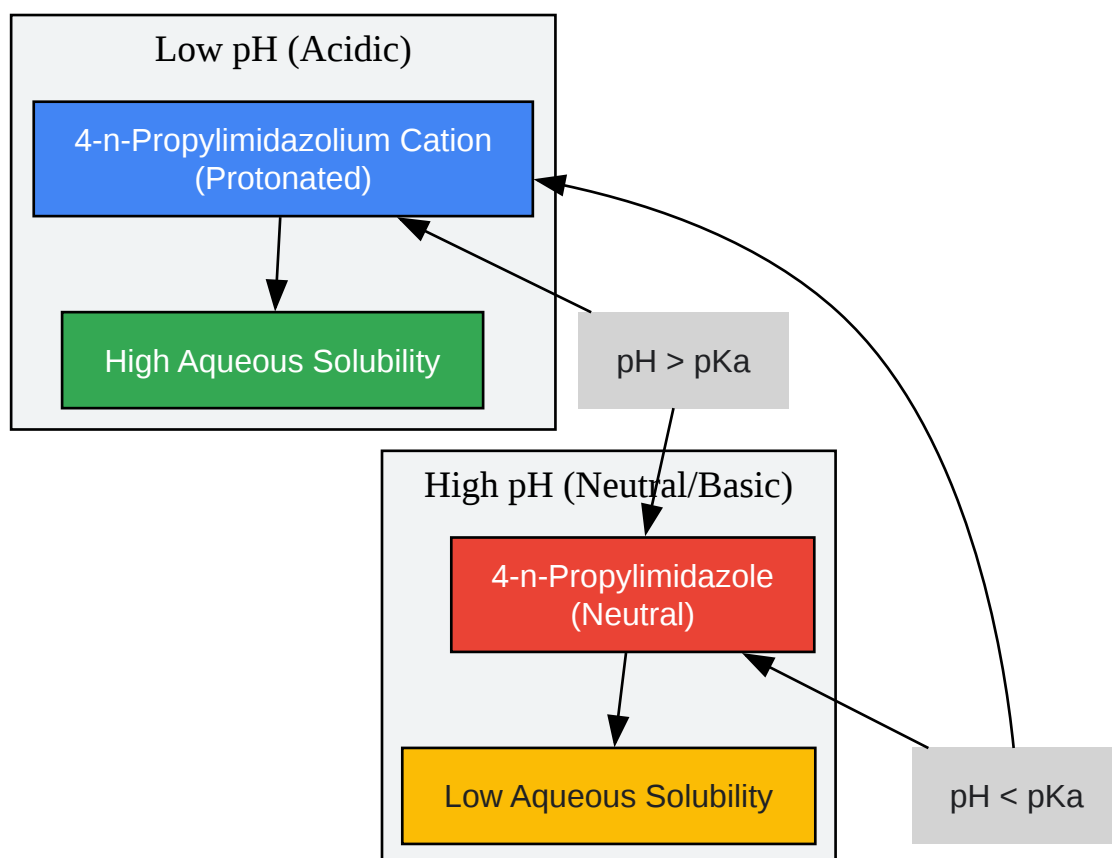 Low pH (Acidic)
4-n-Propylimidazolium Cation
(Protonated)
High Aqueous Solubility
pH > pKa
High pH (Neutral/Basic)
4-n-Propylimidazole
(Neutral)
Low Aqueous Solubility
pH < pKa